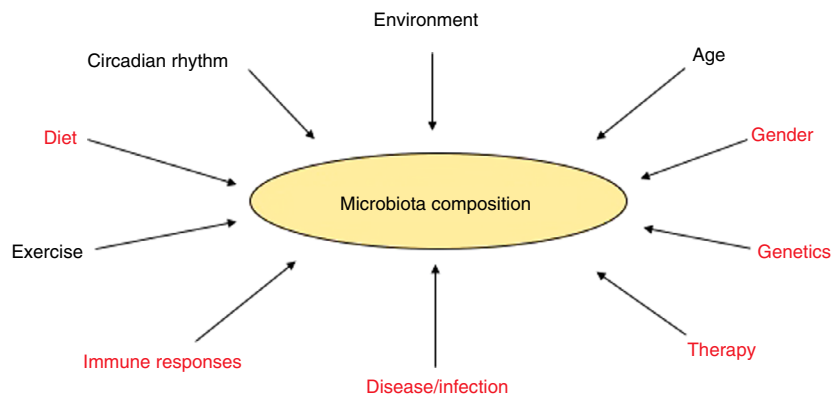 Environment
Circadian rhythm
Age
Diet
Gender
Microbiota composition
Exercise
Genetics
Immune responses
Therapy
Disease/infection